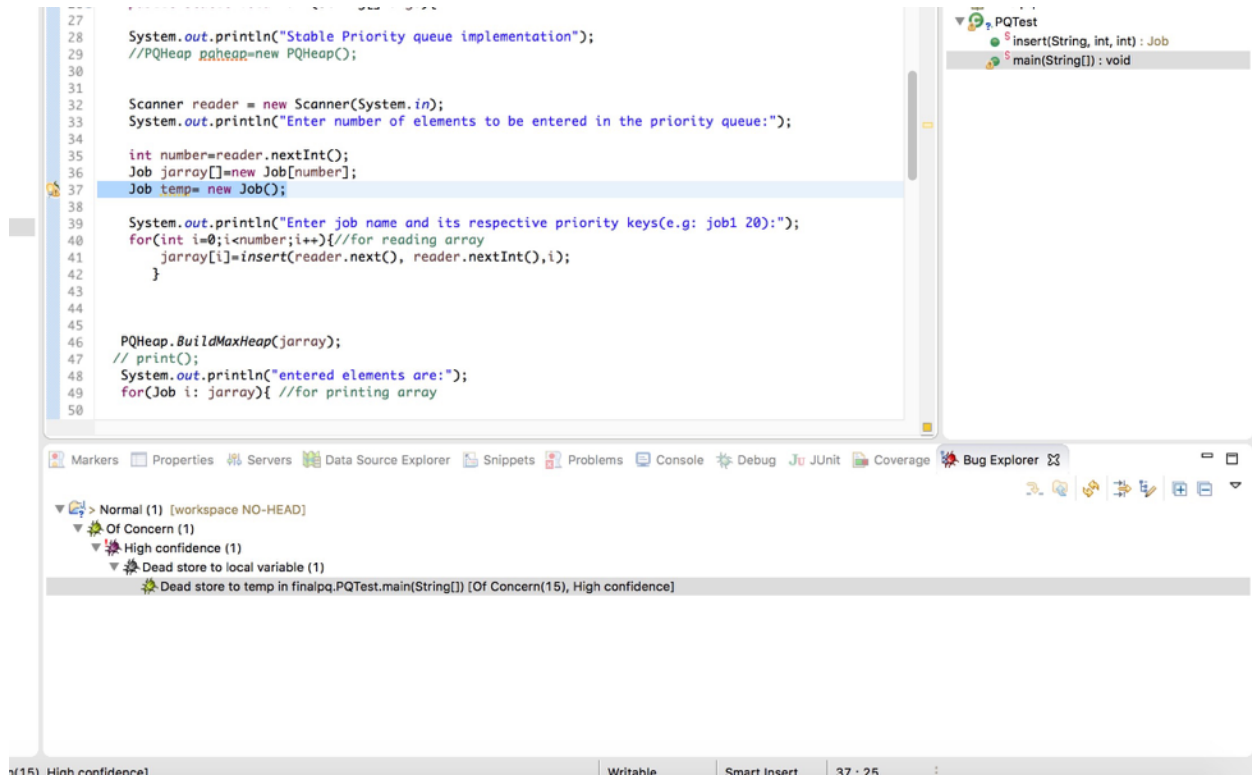 27
28 System.out.println("Stable Priority queue implementation");
29 //PQHeap pqheap=new PQHeap();
30
31
32 Scanner reader = new Scanner(System.in);
33 System.out.println("Enter number of elements to be entered in the priority queue:");
34
35 int number=reader.nextInt();
36 Job jarray[]=new Job[number];
37 Job temp= new Job();
38
39 System.out.println("Enter job name and its respective priority keys(e.g: job1 20):");
40 for(int i=0;i<number;i++){//for reading array
41 jarray[i]=insert(reader.next(), reader.nextInt(),i);
42 }
43
44
45
46 PQHeap.BuildMaxHeap(jarray);
47 // print();
48 System.out.println("entered elements are:");
49 for(Job i: jarray){ //for printing array
50
PQTest
S insert(String, int, int) : Job
S main(String[]) : void
Markers Properties Servers Data Source Explorer Snippets Problems Console Debug Ju JUnit Coverage Bug Explorer
> Normal (1) [workspace NO-HEAD]
Of Concern (1)
High confidence (1)
Dead store to local variable (1)
Dead store to temp in finalpq.PQTest.main(String[]) [Of Concern(15), High confidence]
(15), High confidence] Writable Smart Insert 37 : 25